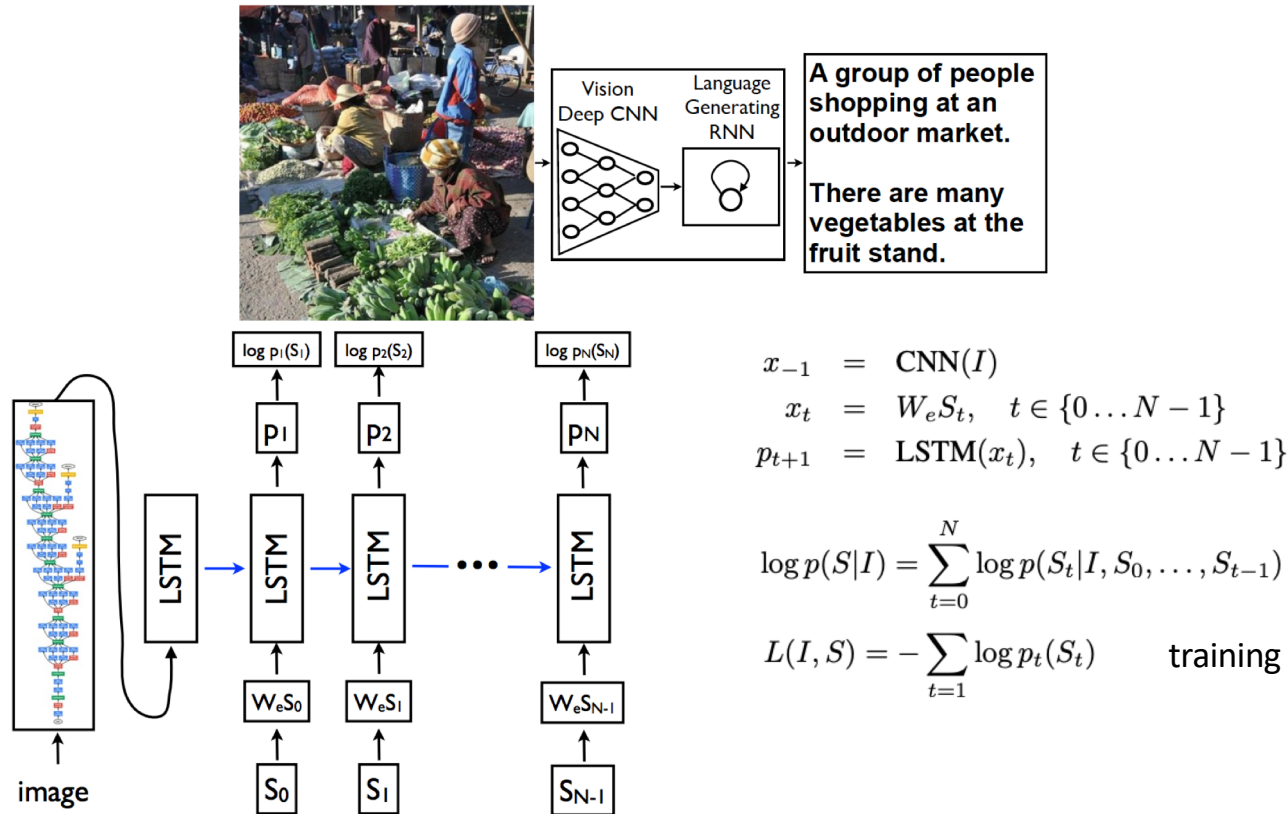 Vision
Deep CNN
Language
Generating
RNN
A group of people
shopping at an
outdoor market.
There are many
vegetables at the
fruit stand.
log p₁(S₁) log p₂(S₂) log pN(SN)
p₁ p₂ pN
LSTM LSTM LSTM ••• LSTM
WₑS₀ WₑS₁ WₑSN-1
S₀ S₁ SN-1
image
x₋₁ = CNN(I)
xₜ = WₑSₜ, t ∈ {0 … N − 1}
pₜ₊₁ = LSTM(xₜ), t ∈ {0 … N − 1}
log p(S|I) = ∑_{t=0}^{N} log p(Sₜ|I, S₀, …, Sₜ₋₁)
L(I, S) = − ∑_{t=1}^{N} log pₜ(Sₜ) training